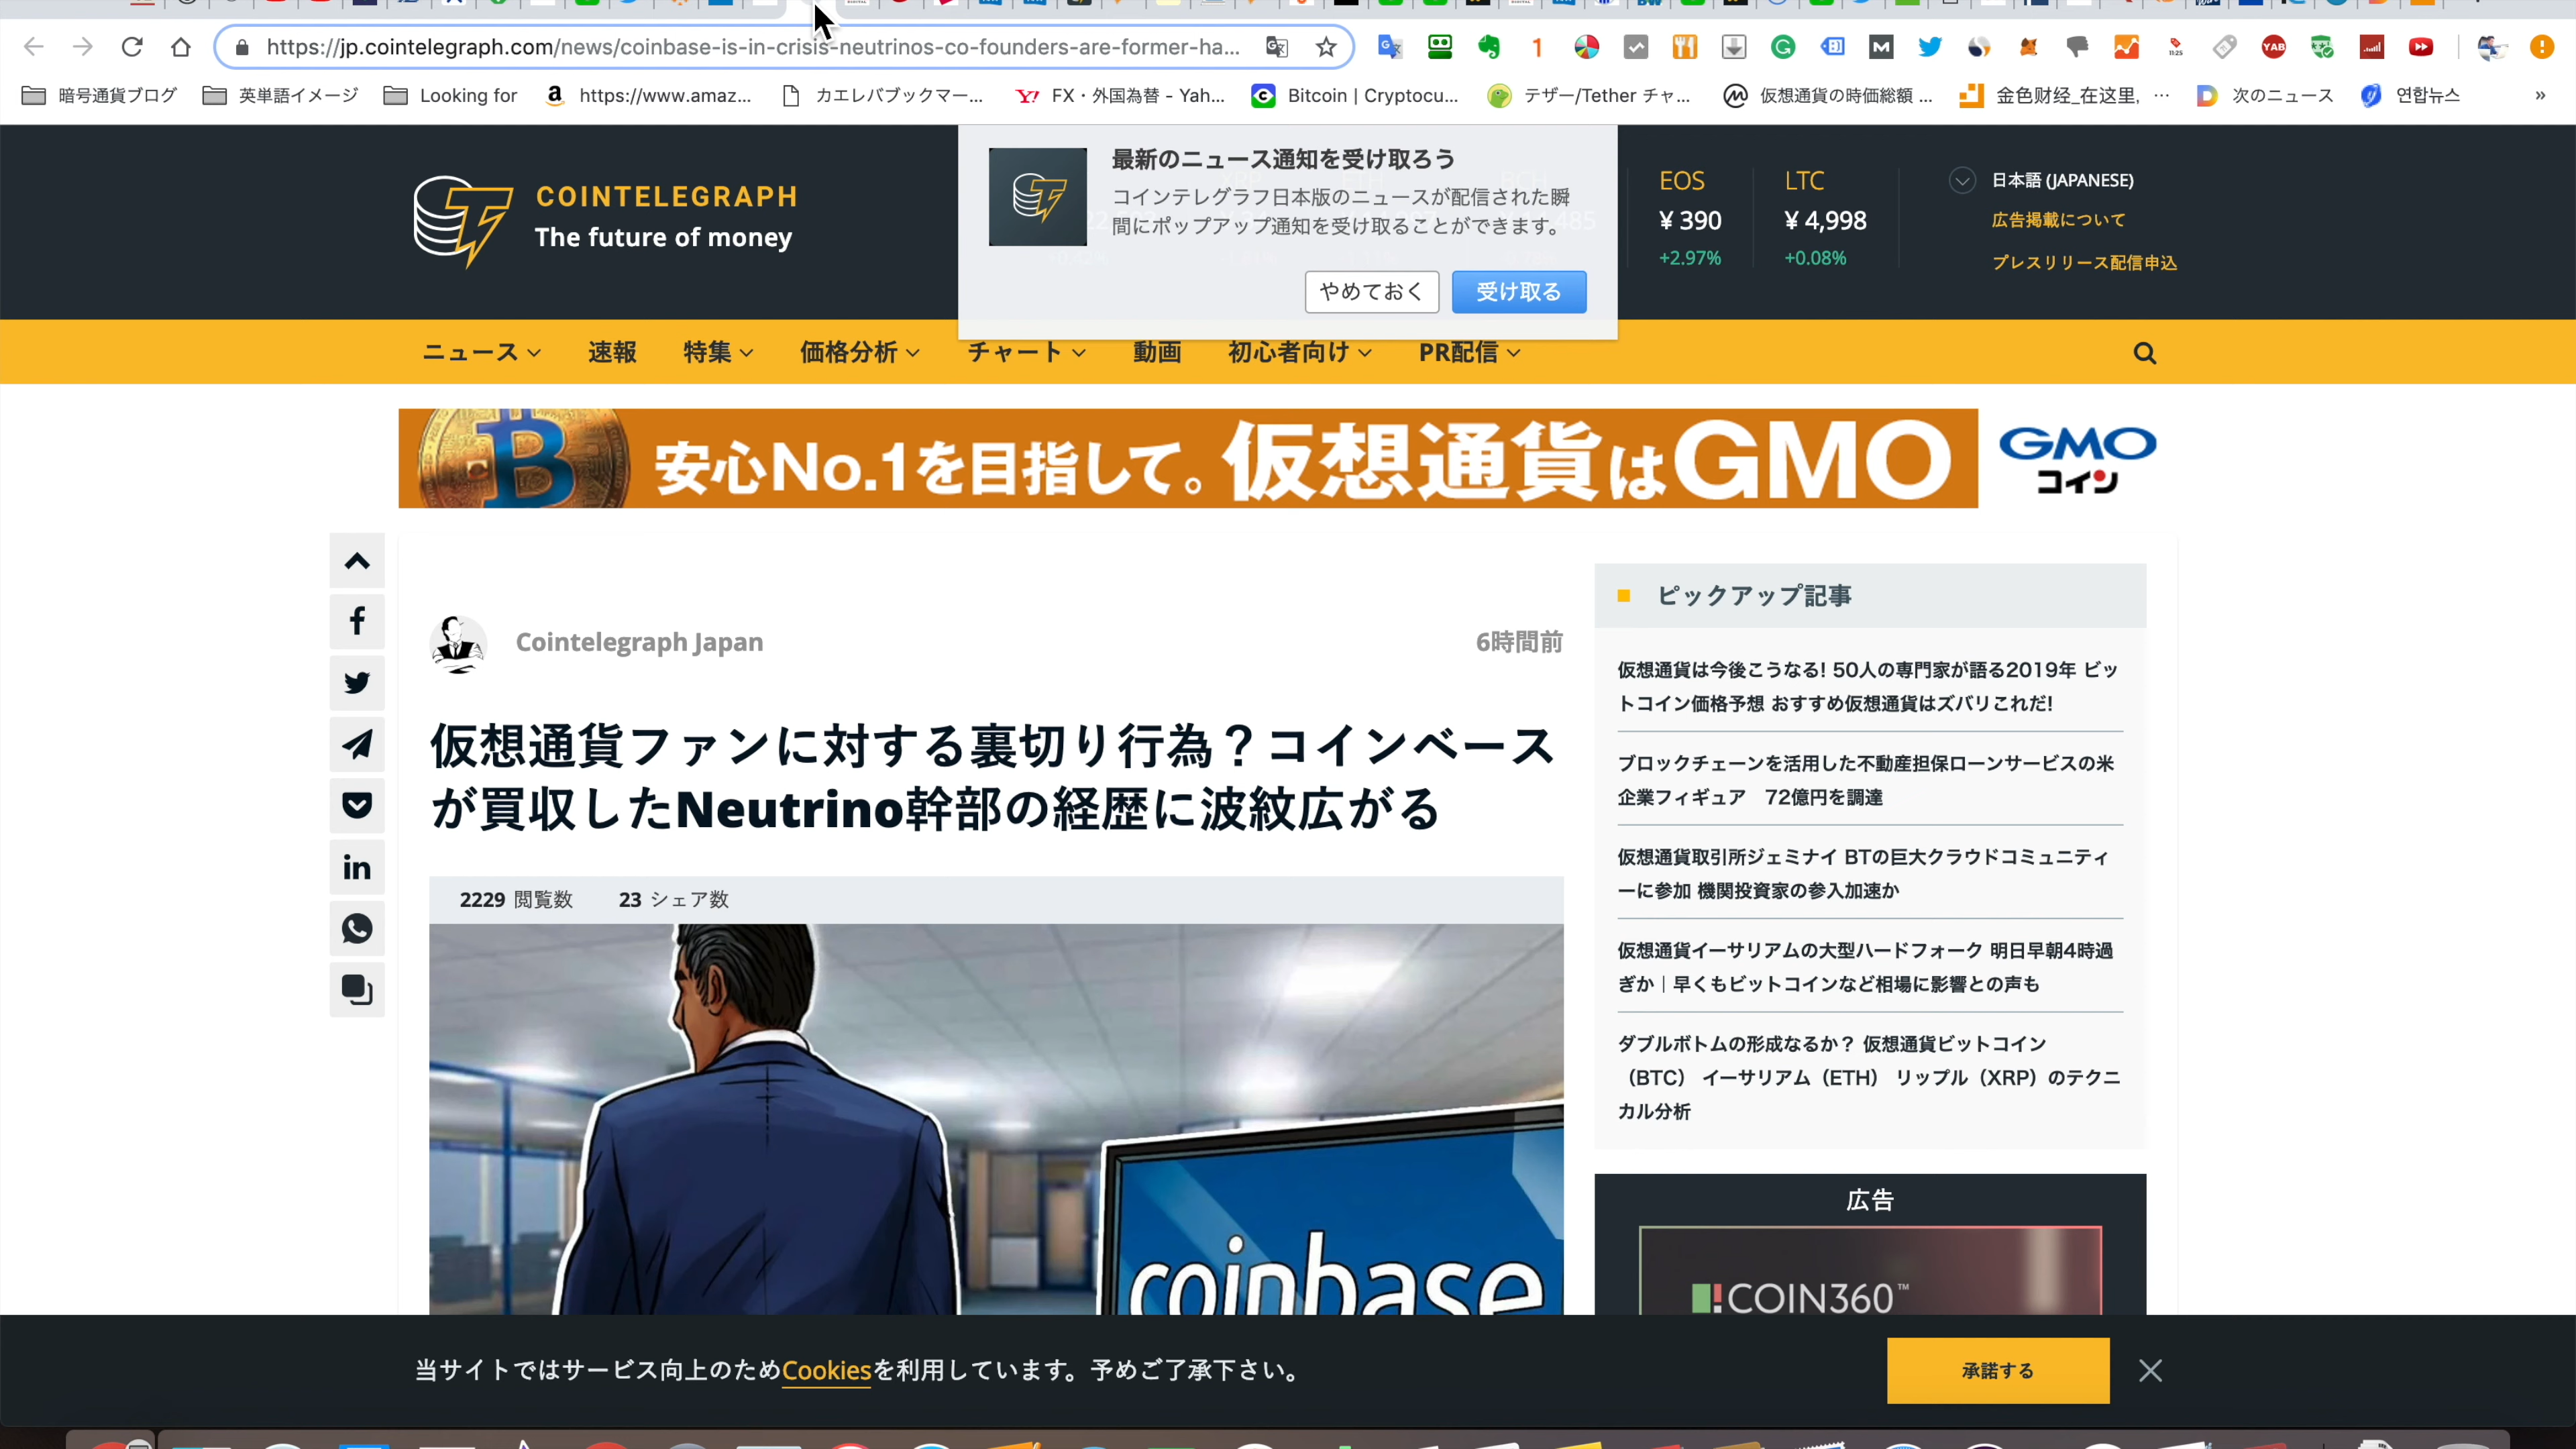 https://jp.cointelegraph.com/news/coinbase-is-in-crisis-neutrinos-co-founders-are-former-ha...
暗号通貨ブログ
英単語イメージ
Looking for
https://www.amaz...
カエレバブックマー...
FX・外国為替 - Yah...
Bitcoin | Cryptocu...
テザー/Tether チャ...
仮想通貨の時価総額 ...
金色财经_在这里, ...
次のニュース
연합뉴스
»
COINTELEGRAPH
The future of money
最新のニュース通知を受け取ろう
コインテレグラフ日本版のニュースが配信された瞬
間にポップアップ通知を受け取ることができます。
やめておく
受け取る
EOS
¥ 390
+2.97%
LTC
¥ 4,998
+0.08%
日本語 (JAPANESE)
広告掲載について
プレスリリース配信申込
ニュース
速報
特集
価格分析
チャート
動画
初心者向け
PR配信
安心No.1を目指して。仮想通貨はGMO
GMO
コイン
Cointelegraph Japan
6時間前
仮想通貨ファンに対する裏切り行為？コインベース
が買収したNeutrino幹部の経歴に波紋広がる
2229 閲覧数
23 シェア数
coinbase
ピックアップ記事
仮想通貨は今後こうなる! 50人の専門家が語る2019年 ビッ
トコイン価格予想 おすすめ仮想通貨はズバリこれだ!
ブロックチェーンを活用した不動産担保ローンサービスの米
企業フィギュア　72億円を調達
仮想通貨取引所ジェミナイ BTの巨大クラウドコミュニティ
ーに参加 機関投資家の参入加速か
仮想通貨イーサリアムの大型ハードフォーク 明日早朝4時過
ぎか｜早くもビットコインなど相場に影響との声も
ダブルボトムの形成なるか？ 仮想通貨ビットコイン
（BTC） イーサリアム（ETH） リップル（XRP）のテクニ
カル分析
広告
COIN360™
当サイトではサービス向上のためCookiesを利用しています。予めご了承下さい。
承諾する